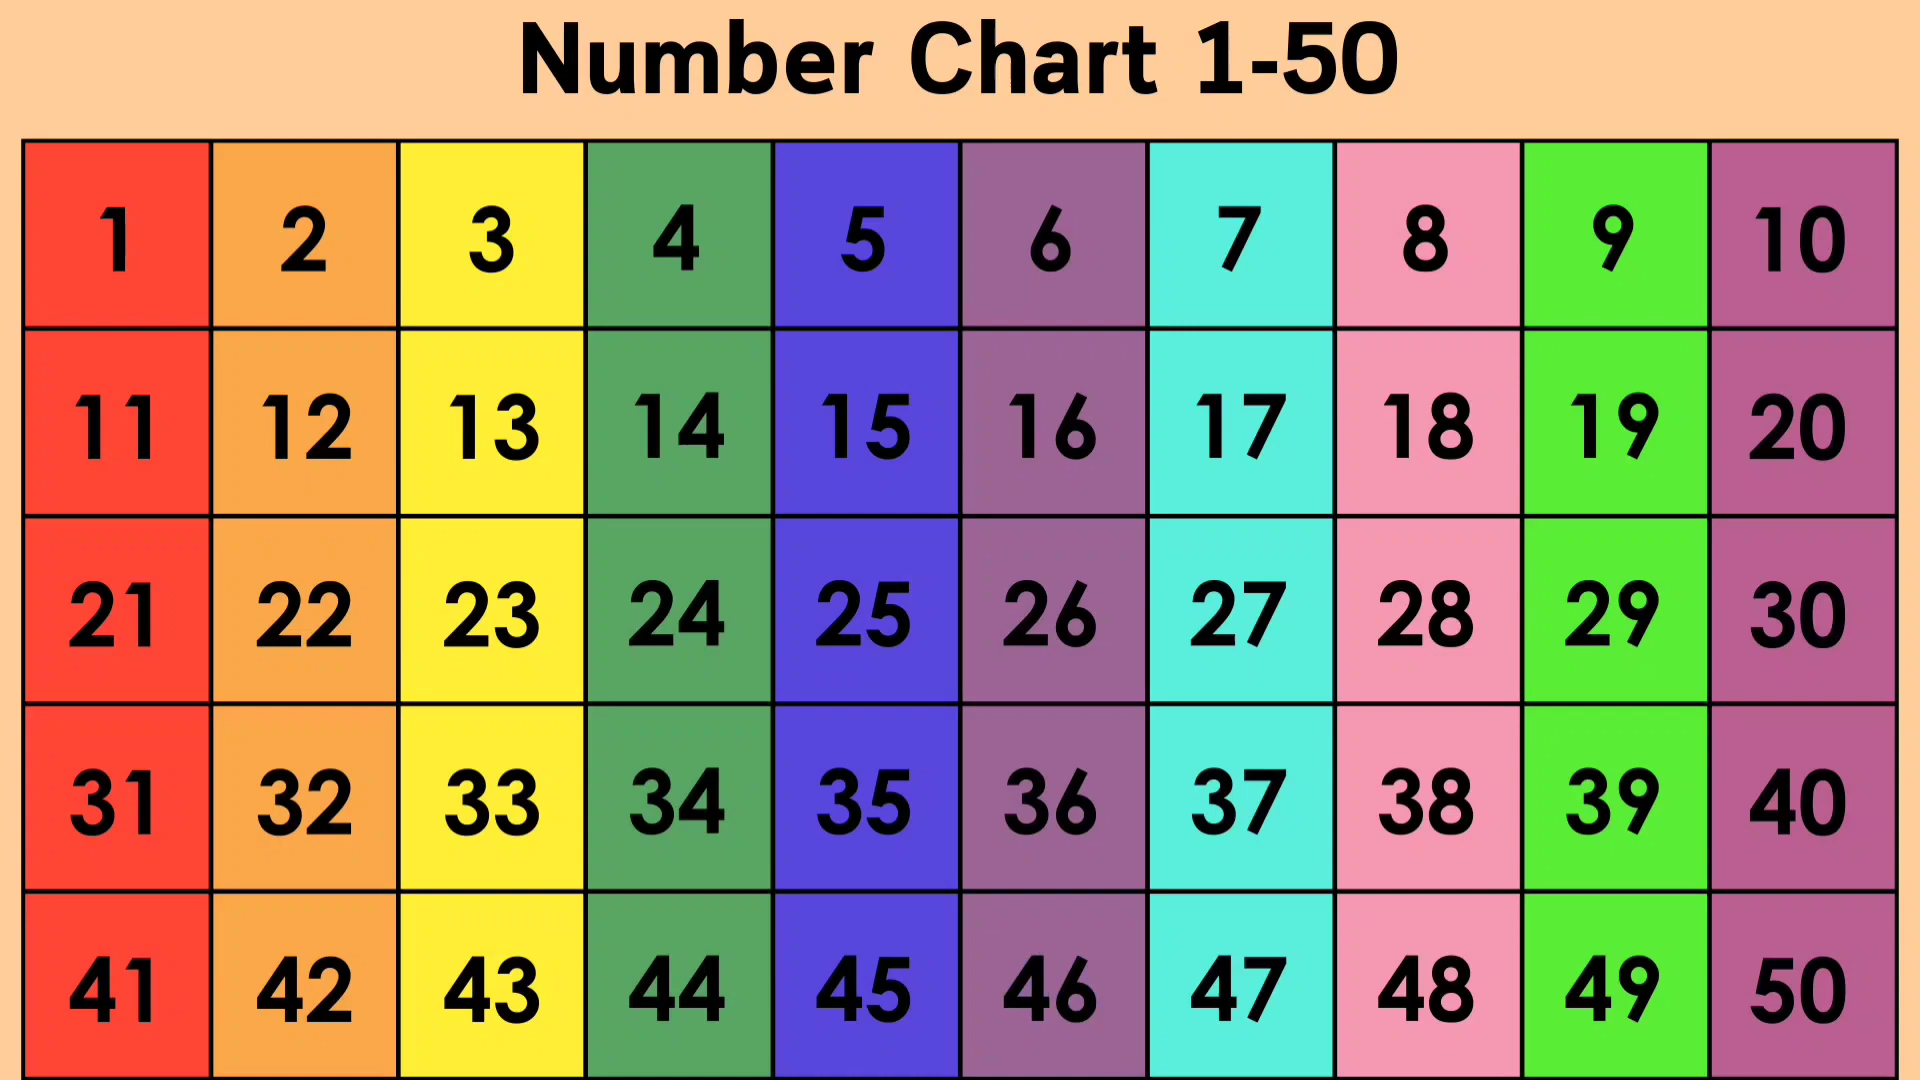 Number Chart 1-50
1 2 3 4 5 6 7 8 9 10
11 12 13 14 15 16 17 18 19 20
21 22 23 24 25 26 27 28 29 30
31 32 33 34 35 36 37 38 39 40
41 42 43 44 45 46 47 48 49 50